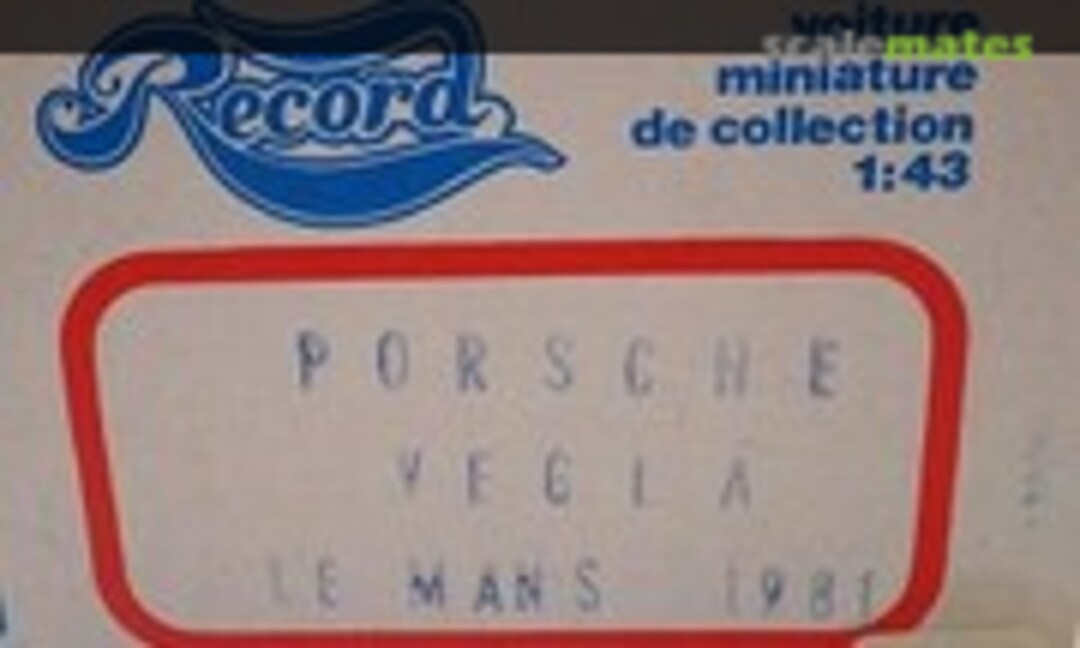 Record
voiture
scalemates
miniature
de collection
1:43
PORSCHE
VEGLA
LE MANS 1981